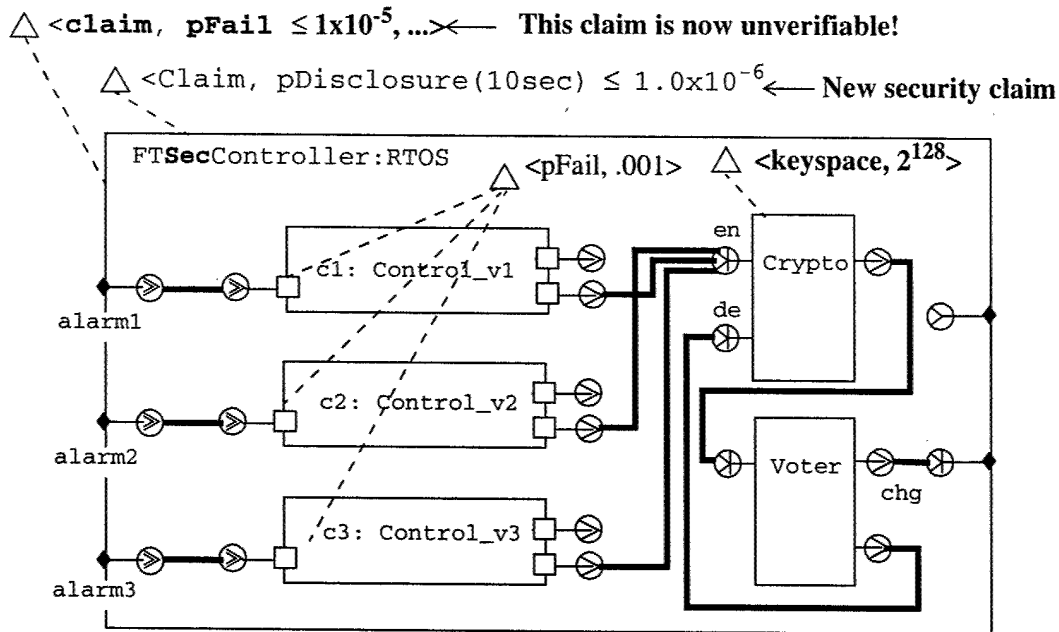 <claim, pFail ≤ 1x10⁻⁵, ...> This claim is now unverifiable!
<Claim, pDisclosure(10sec) ≤ 1.0x10⁻⁶ New security claim
FTSecController:RTOS
<pFail, .001>
<keyspace, 2¹²⁸>
c1: Control_v1
en
Crypto
alarm1
de
c2: Control_v2
alarm2
Voter
chg
c3: Control_v3
alarm3